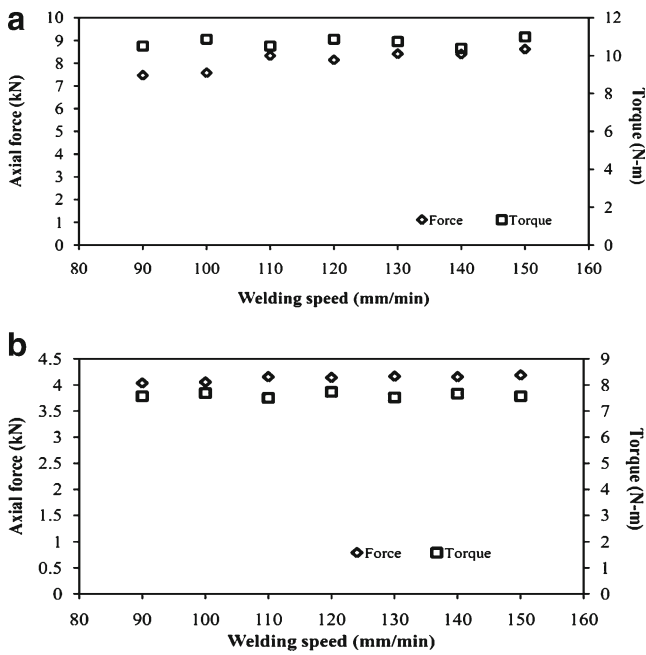 a
Axial force (kN)
10
9
8
7
6
5
4
3
2
1
0
12
10
8
6
4
2
0
Torque (N-m)
Force
Torque
80 90 100 110 120 130 140 150 160
Welding speed (mm/min)
b
Axial force (kN)
4.5
4
3.5
3
2.5
2
1.5
1
0.5
0
9
8
7
6
5
4
3
2
1
0
Torque (N-m)
Force
Torque
80 90 100 110 120 130 140 150 160
Welding speed (mm/min)